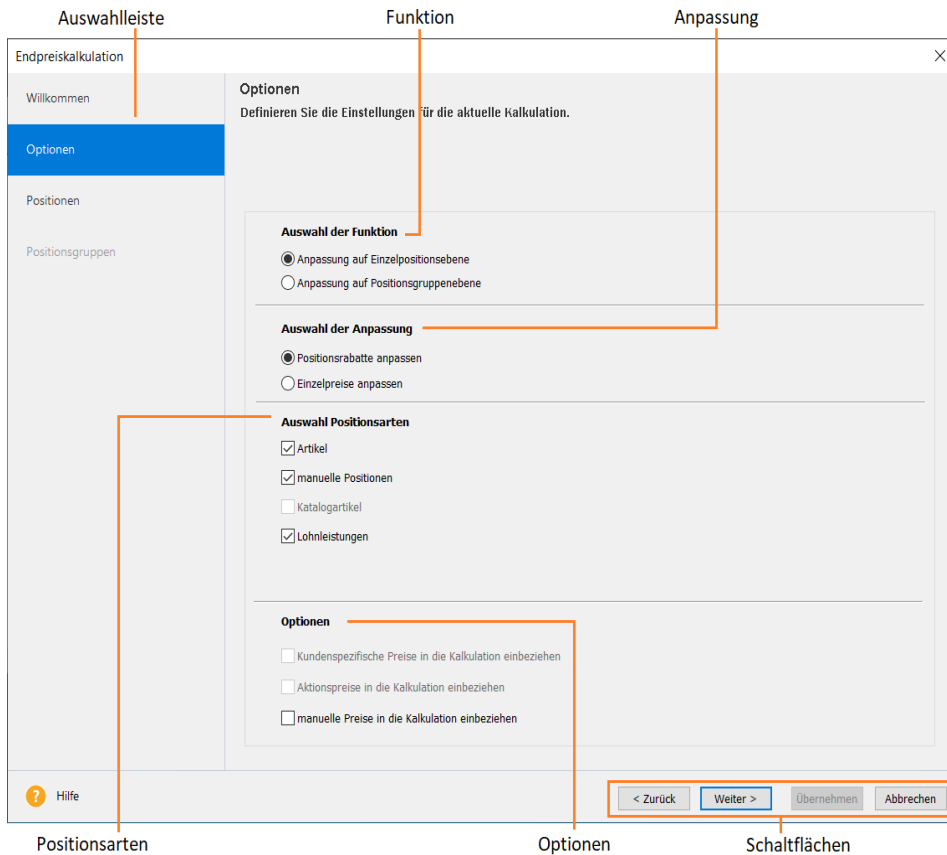 Auswahlleiste
Funktion
Anpassung
Endpreiskalkulation
Willkommen
Optionen
Positionen
Positionsgruppen
Optionen
Definieren Sie die Einstellungen für die aktuelle Kalkulation.
Auswahl der Funktion
Anpassung auf Einzelpositionsebene
Anpassung auf Positionsgruppenebene
Auswahl der Anpassung
Positionsrabatte anpassen
Einzelpreise anpassen
Auswahl Positionsarten
Artikel
manuelle Positionen
Katalogartikel
Lohnleistungen
Optionen
Kundenspezifische Preise in die Kalkulation einbeziehen
Aktionspreise in die Kalkulation einbeziehen
manuelle Preise in die Kalkulation einbeziehen
? Hilfe
< Zurück
Weiter >
Übernehmen
Abbrechen
Positionsarten
Optionen
Schaltflächen